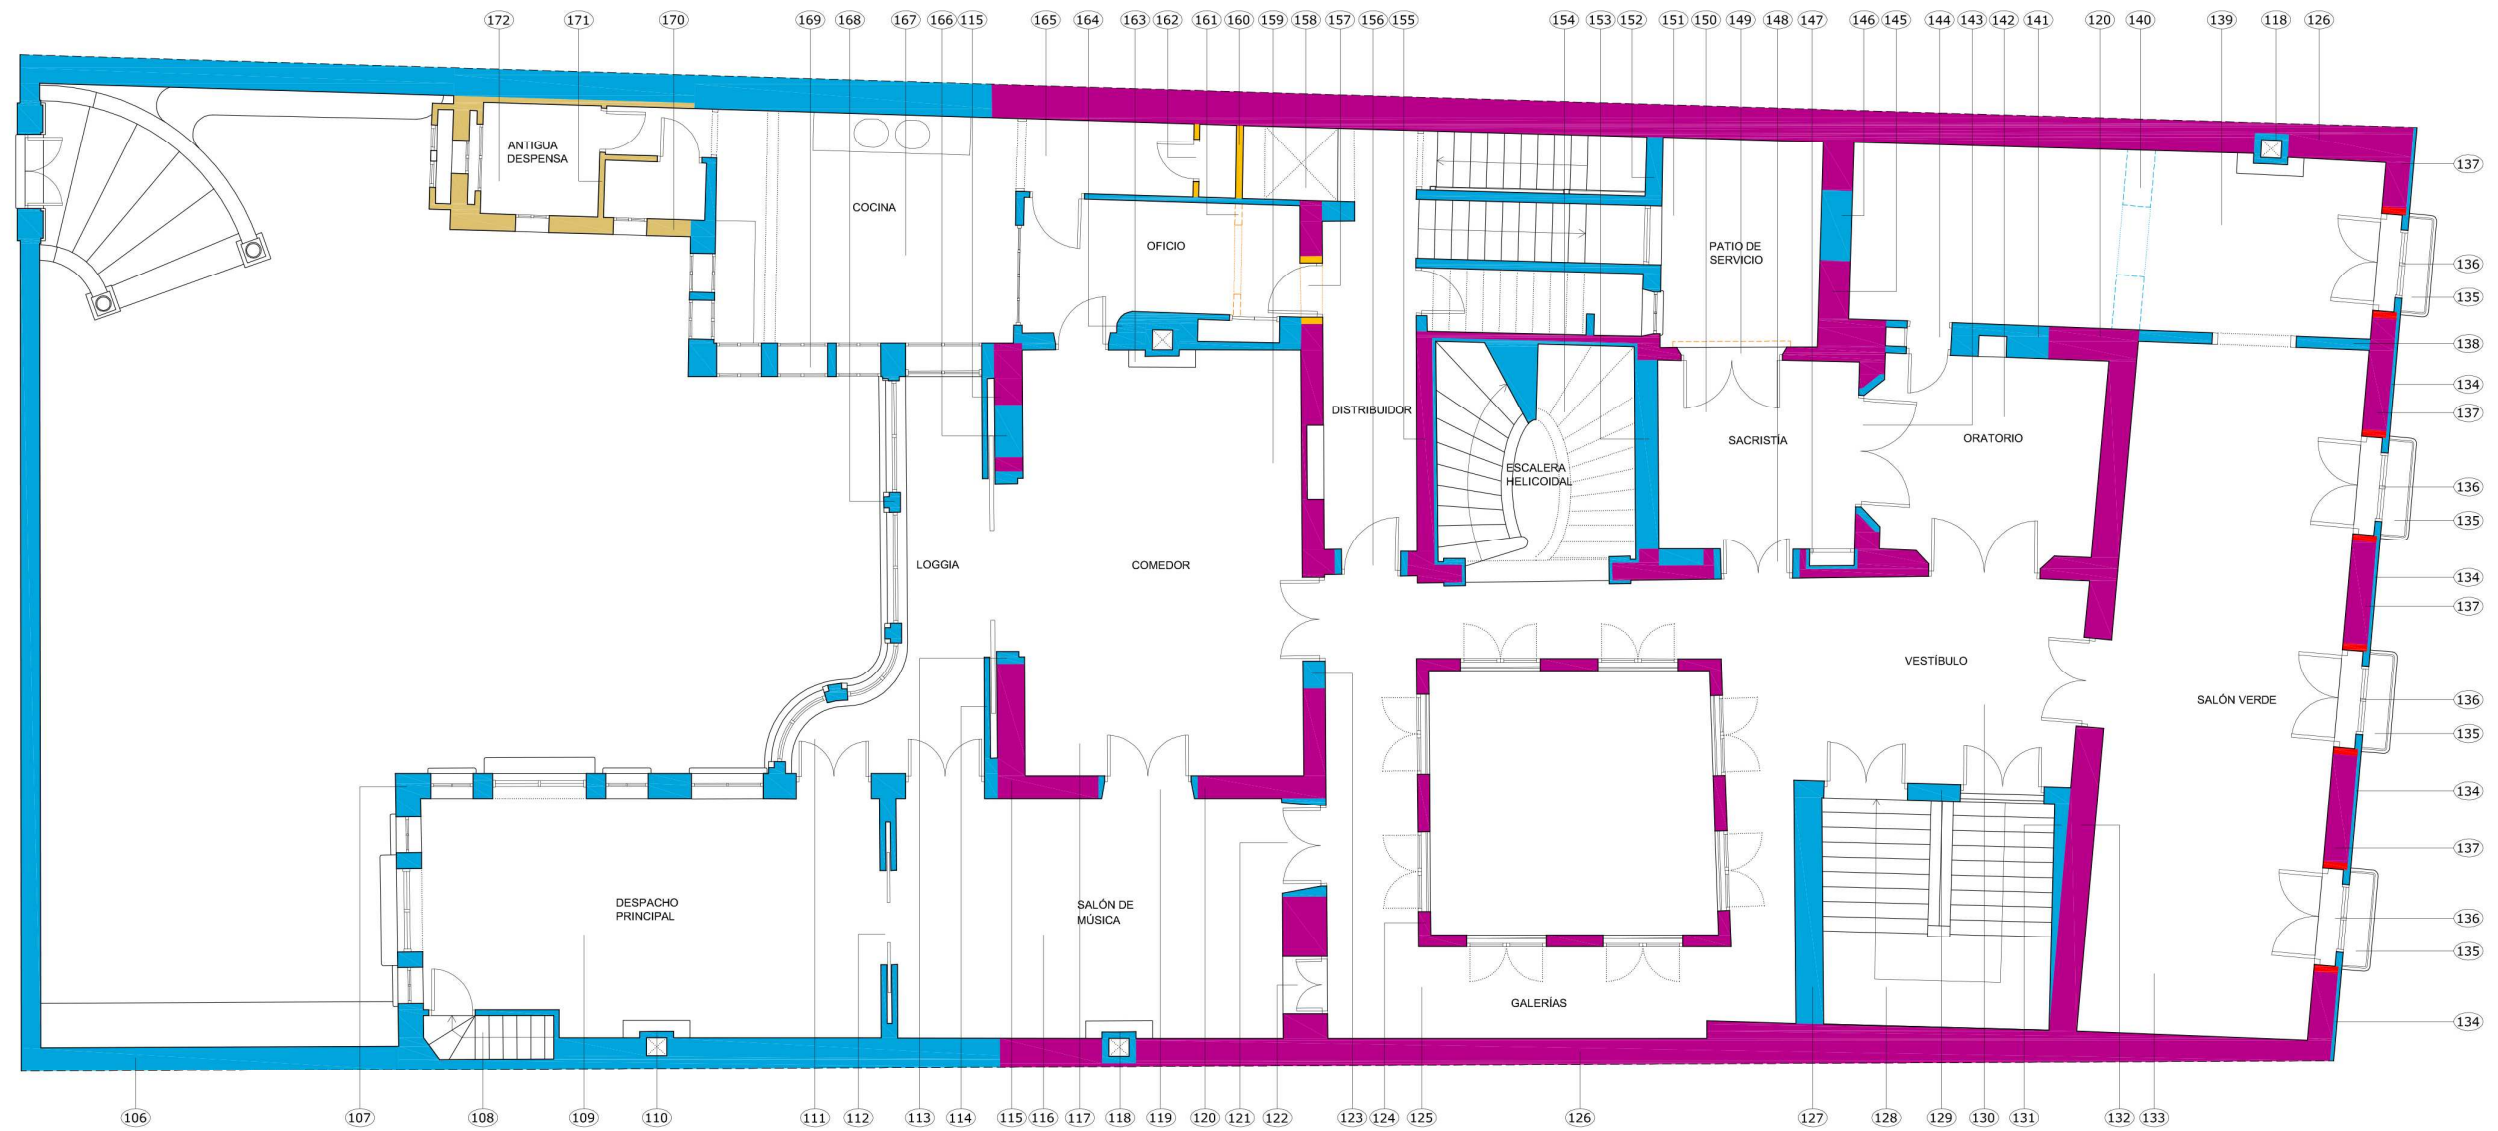 172 171 170 169 168 167 166 115 165 164 163 162 161 160 159 158 157 156 155 154 153 152 151 150 149 148 147 146 145 144 143 142 141 120 140 139 118 126
ANTIGUA
DESPENSA
137
COCINA
OFICIO
PATIO DE
SERVICIO
136
135
138
134
DISTRIBUIDOR
137
SACRISTÍA
ORATORIO
ESCALERA
HELICOIDAL
136
135
LOGGIA
COMEDOR
134
137
VESTÍBULO
SALÓN VERDE
136
135
134
137
DESPACHO
PRINCIPAL
SALÓN DE
MÚSICA
136
135
GALERÍAS
134
106 107 108 109 110 111 112 113 114 115 116 117 118 119 120 121 122 123 124 125 126 127 128 129 130 131 132 133